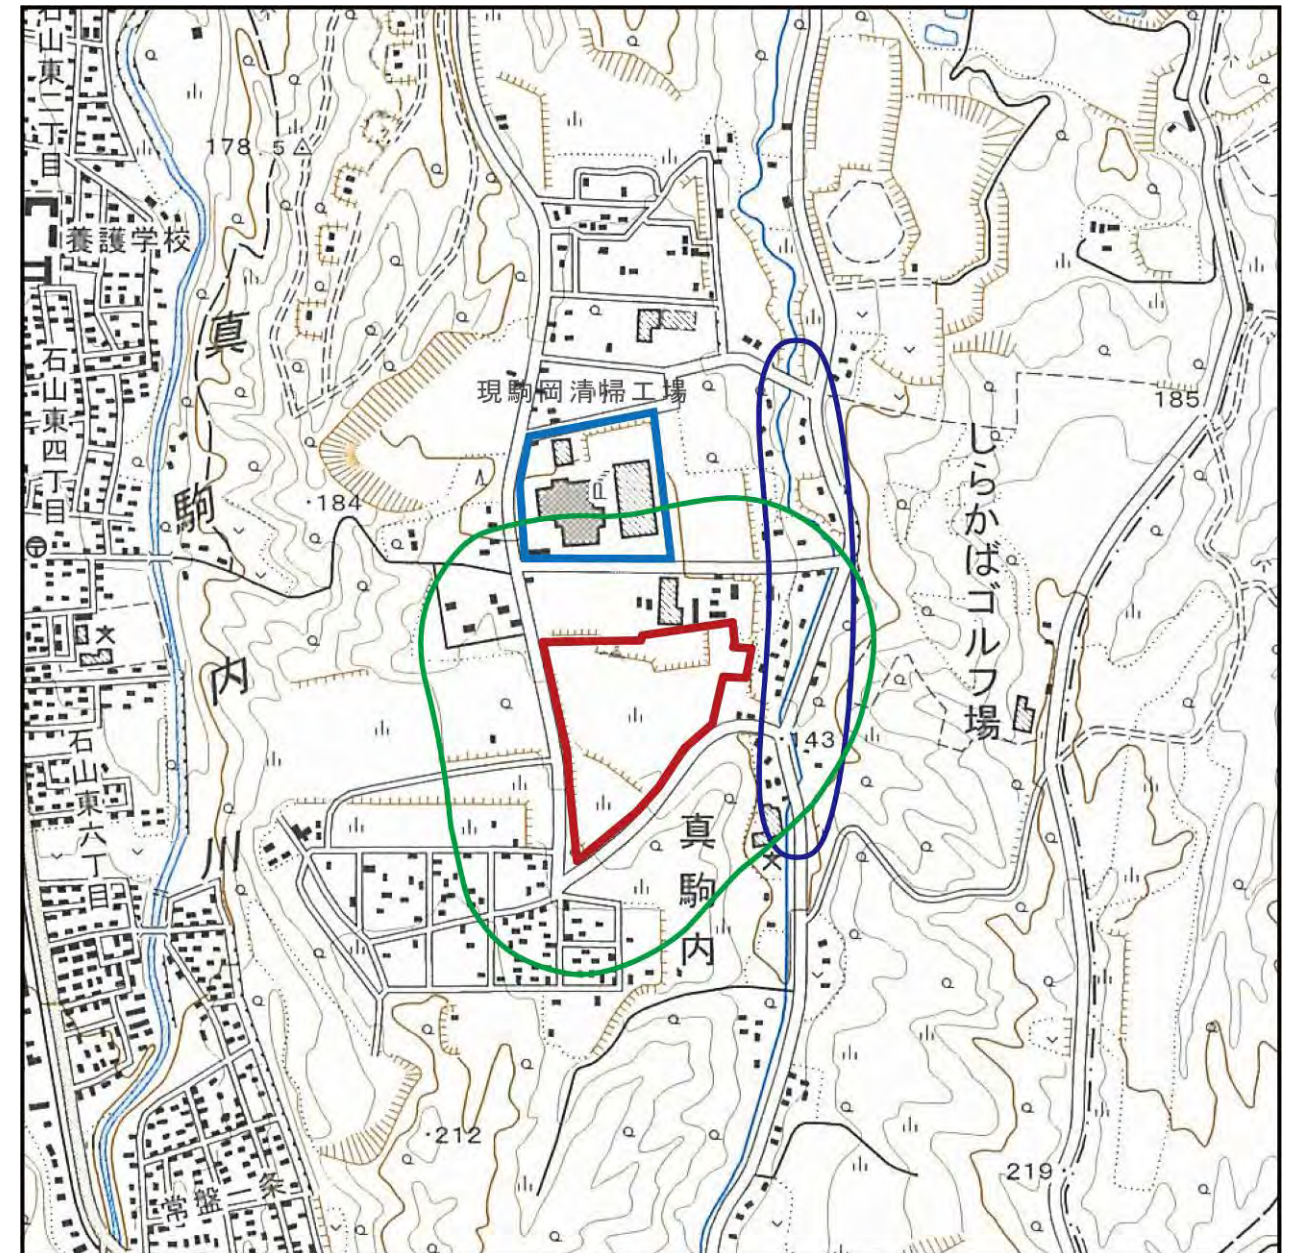 石山東二丁目
178.5
養護学校
真駒内川
石山東四丁目
現駒岡清掃工場
185
しらかばゴルフ場
・184
43
石山東六丁目
真駒内
・212
219
常盤一条